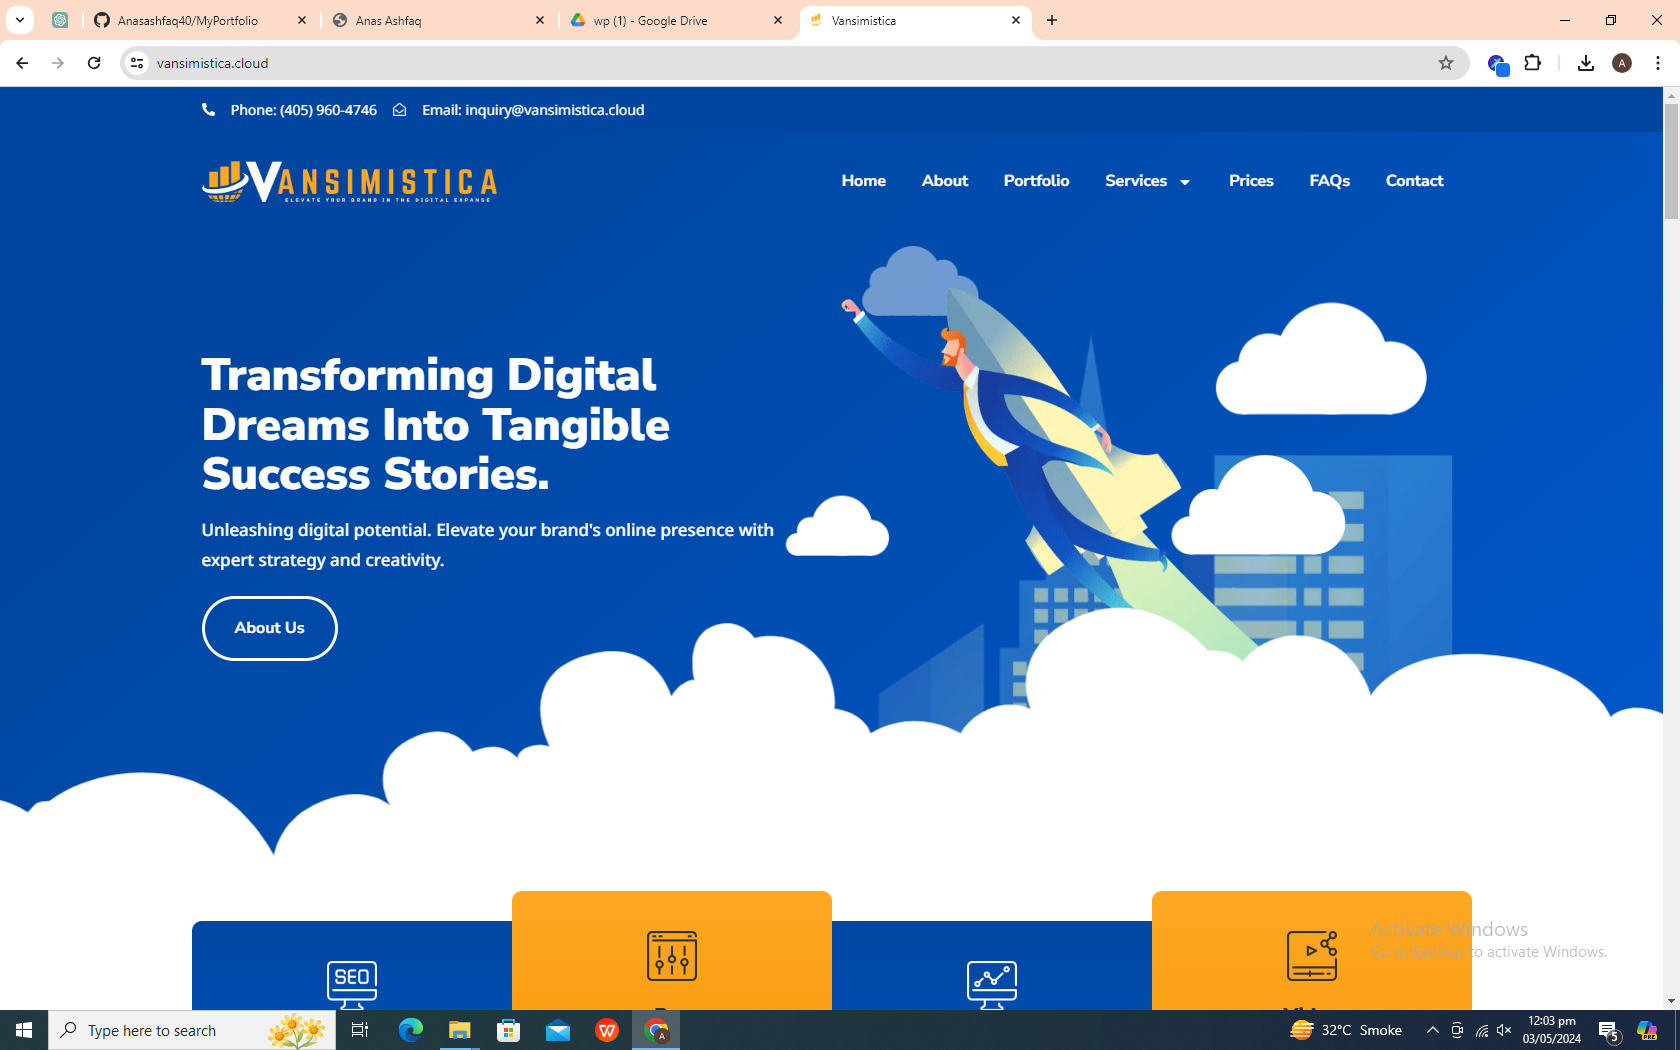 Anasashfaq40/MyPortfolio
Anas Ashfaq
wp (1) - Google Drive
Vansimistica
vansimistica.cloud
A
Phone: (405) 960-4746
Email: inquiry@vansimistica.cloud
VANSIMISTICA
ELEVATE YOUR BRAND IN THE DIGITAL EXPANSE
Home
About
Portfolio
Services
Prices
FAQs
Contact
Transforming Digital
Dreams Into Tangible
Success Stories.
Unleashing digital potential. Elevate your brand's online presence with
expert strategy and creativity.
About Us
SEO
Activate Windows
Go to Settings to activate Windows.
Type here to search
W
A
32°C Smoke
12:03 pm
03/05/2024
5
PRE